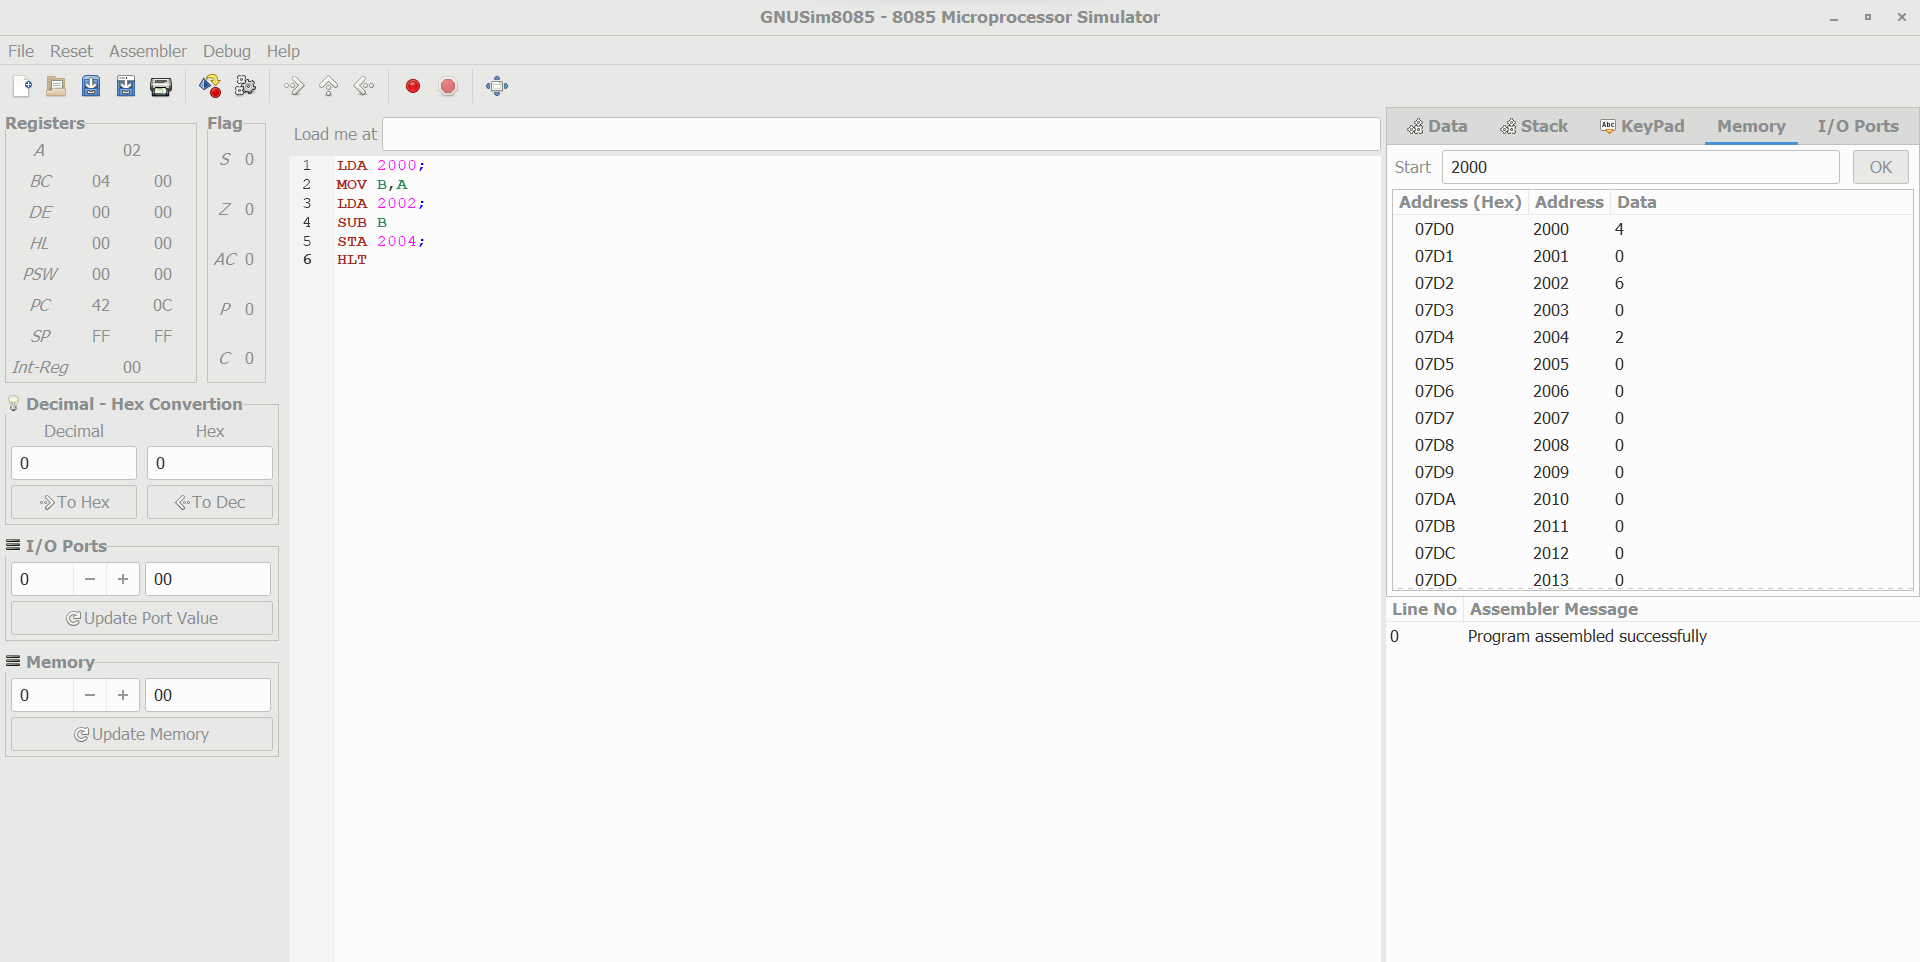 GNUSim8085 - 8085 Microprocessor Simulator
File Reset Assembler Debug Help
Registers
A 02
BC 04 00
DE 00 00
HL 00 00
PSW 00 00
PC 42 0C
SP FF FF
Int-Reg 00
Flag
S 0
Z 0
AC 0
P 0
C 0
Decimal - Hex Convertion
Decimal Hex
0 0
To Hex To Dec
I/O Ports
0 − + 00
Update Port Value
Memory
0 − + 00
Update Memory
Load me at
1 LDA 2000;
2 MOV B,A
3 LDA 2002;
4 SUB B
5 STA 2004;
6 HLT
Data Stack Abc KeyPad Memory I/O Ports
Start 2000 OK
Address (Hex) Address Data
07D0 2000 4
07D1 2001 0
07D2 2002 6
07D3 2003 0
07D4 2004 2
07D5 2005 0
07D6 2006 0
07D7 2007 0
07D8 2008 0
07D9 2009 0
07DA 2010 0
07DB 2011 0
07DC 2012 0
07DD 2013 0
Line No Assembler Message
0 Program assembled successfully